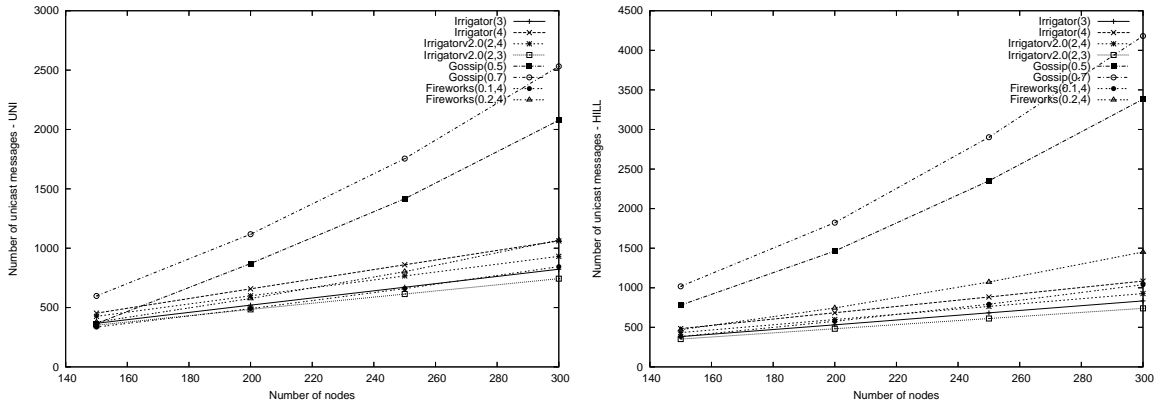 3000
2500
2000
1500
1000
500
0
140 160 180 200 220 240 260 280 300
Number of unicast messages - UNI
Number of nodes
Irrigator(3)
Irrigator(4)
Irrigatorv2.0(2,4)
Irrigatorv2.0(2,3)
Gossip(0.5)
Gossip(0.7)
Fireworks(0.1,4)
Fireworks(0.2,4)
4500
4000
3500
3000
2500
2000
1500
1000
500
0
140 160 180 200 220 240 260 280 300
Number of unicast messages - HILL
Number of nodes
Irrigator(3)
Irrigator(4)
Irrigatorv2.0(2,4)
Irrigatorv2.0(2,3)
Gossip(0.5)
Gossip(0.7)
Fireworks(0.1,4)
Fireworks(0.2,4)